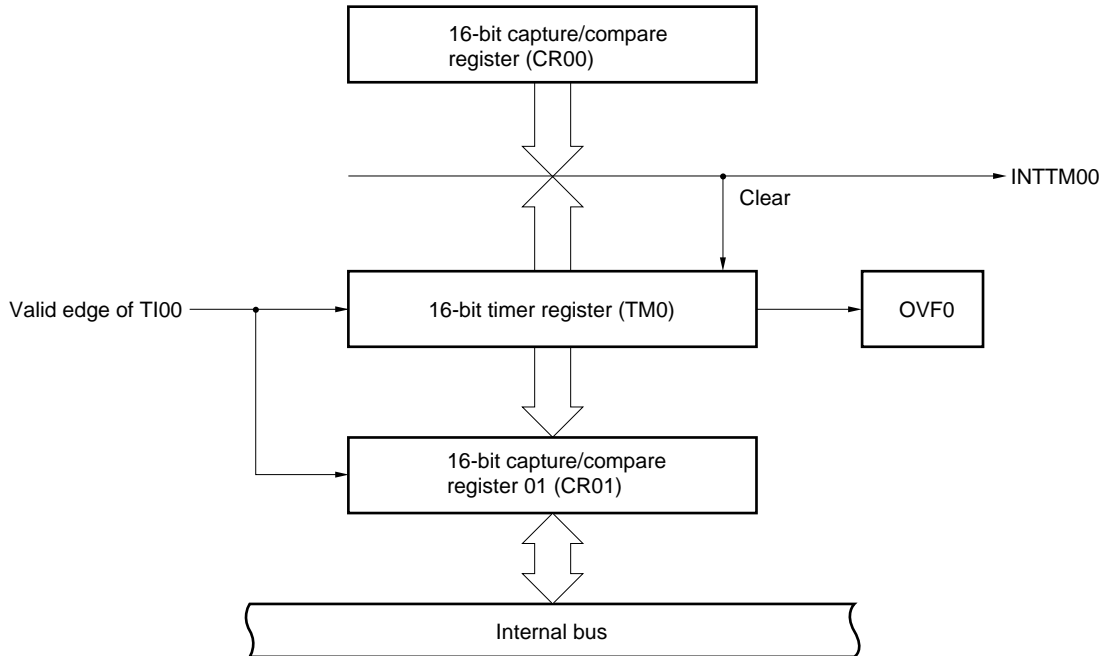 16-bit capture/compare
register (CR00)
INTTM00
Clear
Valid edge of TI00
16-bit timer register (TM0)
OVF0
16-bit capture/compare
register 01 (CR01)
Internal bus